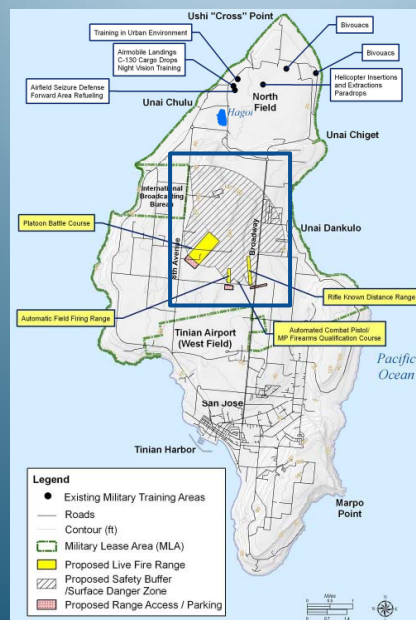 Ushi "Cross" Point
Training in Urban Environment
Bivouacs
Airmobile Landings
C-130 Cargo Drops
Night Vision Training
Bivouacs
Airfield Seizure Defense
Forward Area Refueling
North
Field
Helicopter Insertions
and Extractions
Paradrops
Unai Chulu
Hagoi
Unai Chiget
International
Broadcasting
Bureau
Platoon Battle Course
8th Avenue
Broadway
Unai Dankulo
Rifle Known Distance Range
Automatic Field Firing Range
Automated Combat Pistol/
MP Firearms Qualification Course
Tinian Airport
(West Field)
Pacific
Ocean
San Jose
Tinian Harbor
Marpo
Point
Legend
Existing Military Training Areas
Roads
Contour (ft)
Military Lease Area (MLA)
Proposed Live Fire Range
Proposed Safety Buffer
/Surface Danger Zone
Proposed Range Access / Parking
Miles